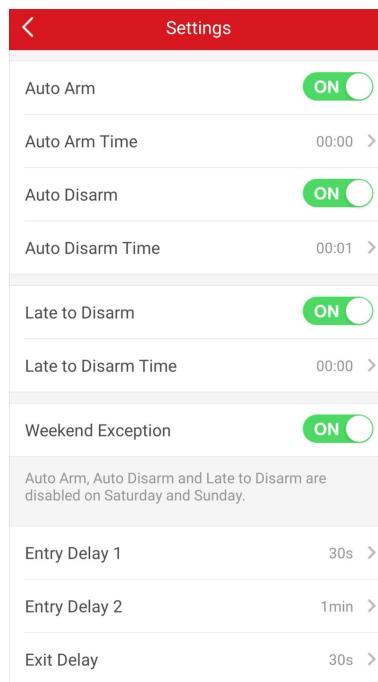 Settings
Auto Arm ON
Auto Arm Time 00:00
Auto Disarm ON
Auto Disarm Time 00:01
Late to Disarm ON
Late to Disarm Time 00:00
Weekend Exception ON
Auto Arm, Auto Disarm and Late to Disarm are
disabled on Saturday and Sunday.
Entry Delay 1 30s
Entry Delay 2 1min
Exit Delay 30s